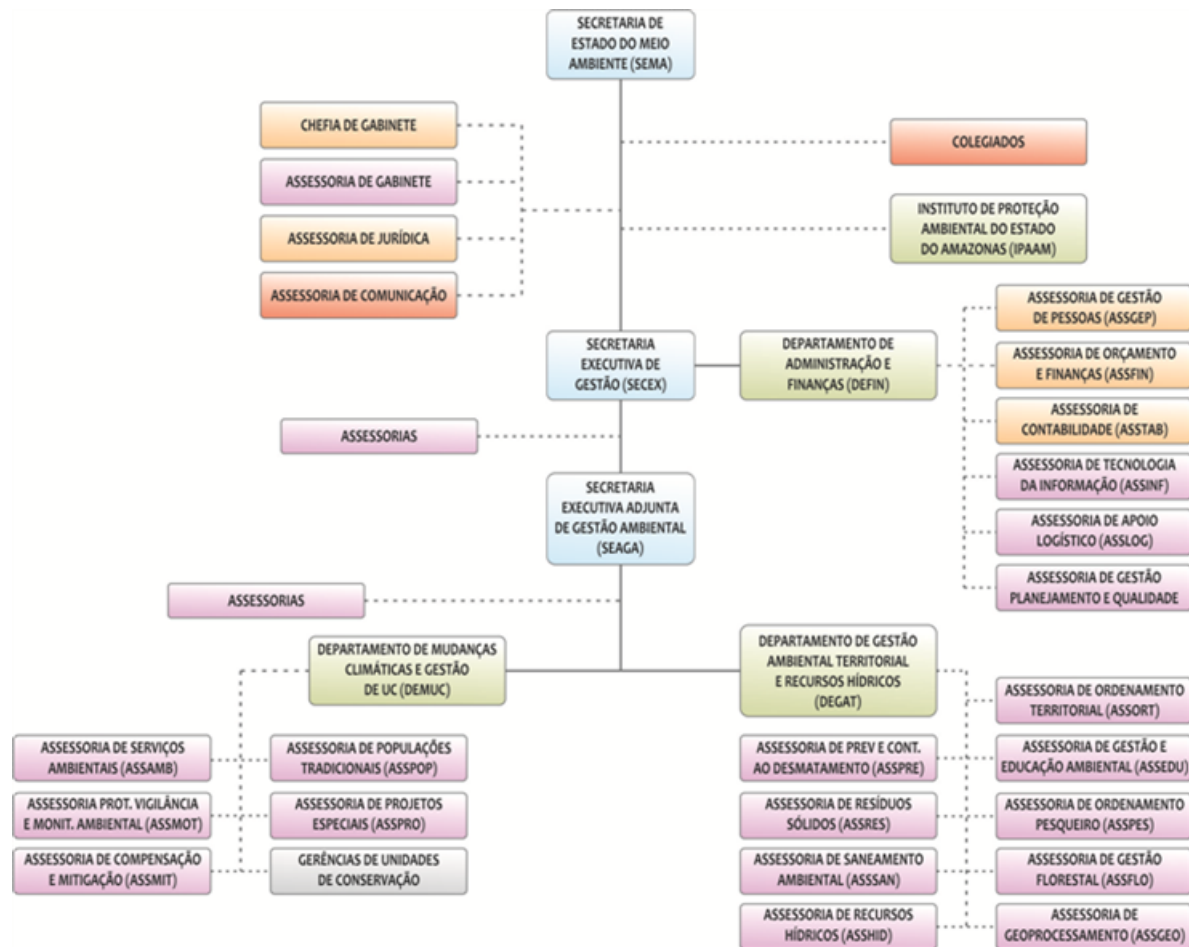 SECRETARIA DE
ESTADO DO MEIO
AMBIENTE (SEMA)
CHEFIA DE GABINETE
ASSESSORIA DE GABINETE
ASSESSORIA DE JURÍDICA
ASSESSORIA DE COMUNICAÇÃO
COLEGIADOS
INSTITUTO DE PROTEÇÃO
AMBIENTAL DO ESTADO
DO AMAZONAS (IPAAM)
SECRETARIA
EXECUTIVA DE
GESTÃO (SECEX)
DEPARTAMENTO DE
ADMINISTRAÇÃO E
FINANÇAS (DEFIN)
ASSESSORIA DE GESTÃO
DE PESSOAS (ASSGEP)
ASSESSORIA DE ORÇAMENTO
E FINANÇAS (ASSFIN)
ASSESSORIA DE
CONTABILIDADE (ASSTAB)
ASSESSORIA DE TECNOLOGIA
DA INFORMAÇÃO (ASSINF)
ASSESSORIA DE APOIO
LOGÍSTICO (ASSLOG)
ASSESSORIA DE GESTÃO
PLANEJAMENTO E QUALIDADE
ASSESSORIAS
SECRETARIA
EXECUTIVA ADJUNTA
DE GESTÃO AMBIENTAL
(SEAGA)
ASSESSORIAS
DEPARTAMENTO DE MUDANÇAS
CLIMÁTICAS E GESTÃO
DE UC (DEMUC)
ASSESSORIA DE SERVIÇOS
AMBIENTAIS (ASSAMB)
ASSESSORIA PROT. VIGILÂNCIA
E MONIT. AMBIENTAL (ASSMOT)
ASSESSORIA DE COMPENSAÇÃO
E MITIGAÇÃO (ASSMIT)
ASSESSORIA DE POPULAÇÕES
TRADICIONAIS (ASSPOP)
ASSESSORIA DE PROJETOS
ESPECIAIS (ASSPRO)
GERÊNCIAS DE UNIDADES
DE CONSERVAÇÃO
DEPARTAMENTO DE GESTÃO
AMBIENTAL TERRITORIAL
E RECURSOS HÍDRICOS
(DEGAT)
ASSESSORIA DE PREV E CONT.
AO DESMATAMENTO (ASSPRE)
ASSESSORIA DE RESÍDUOS
SÓLIDOS (ASSRES)
ASSESSORIA DE SANEAMENTO
AMBIENTAL (ASSSAN)
ASSESSORIA DE RECURSOS
HÍDRICOS (ASSHID)
ASSESSORIA DE ORDENAMENTO
TERRITORIAL (ASSORT)
ASSESSORIA DE GESTÃO E
EDUCAÇÃO AMBIENTAL (ASSEDU)
ASSESSORIA DE ORDENAMENTO
PESQUEIRO (ASSPES)
ASSESSORIA DE GESTÃO
FLORESTAL (ASSFLO)
ASSESSORIA DE
GEOPROCESSAMENTO (ASSGEO)